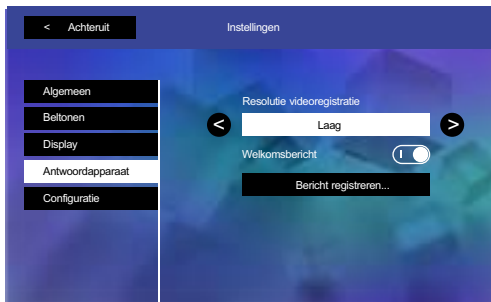 < Achteruit
Instellingen
Algemeen
Beltonen
Display
Antwoordapparaat
Configuratie
Resolutie videoregistratie
< Laag >
Welkomsbericht
Bericht registreren...